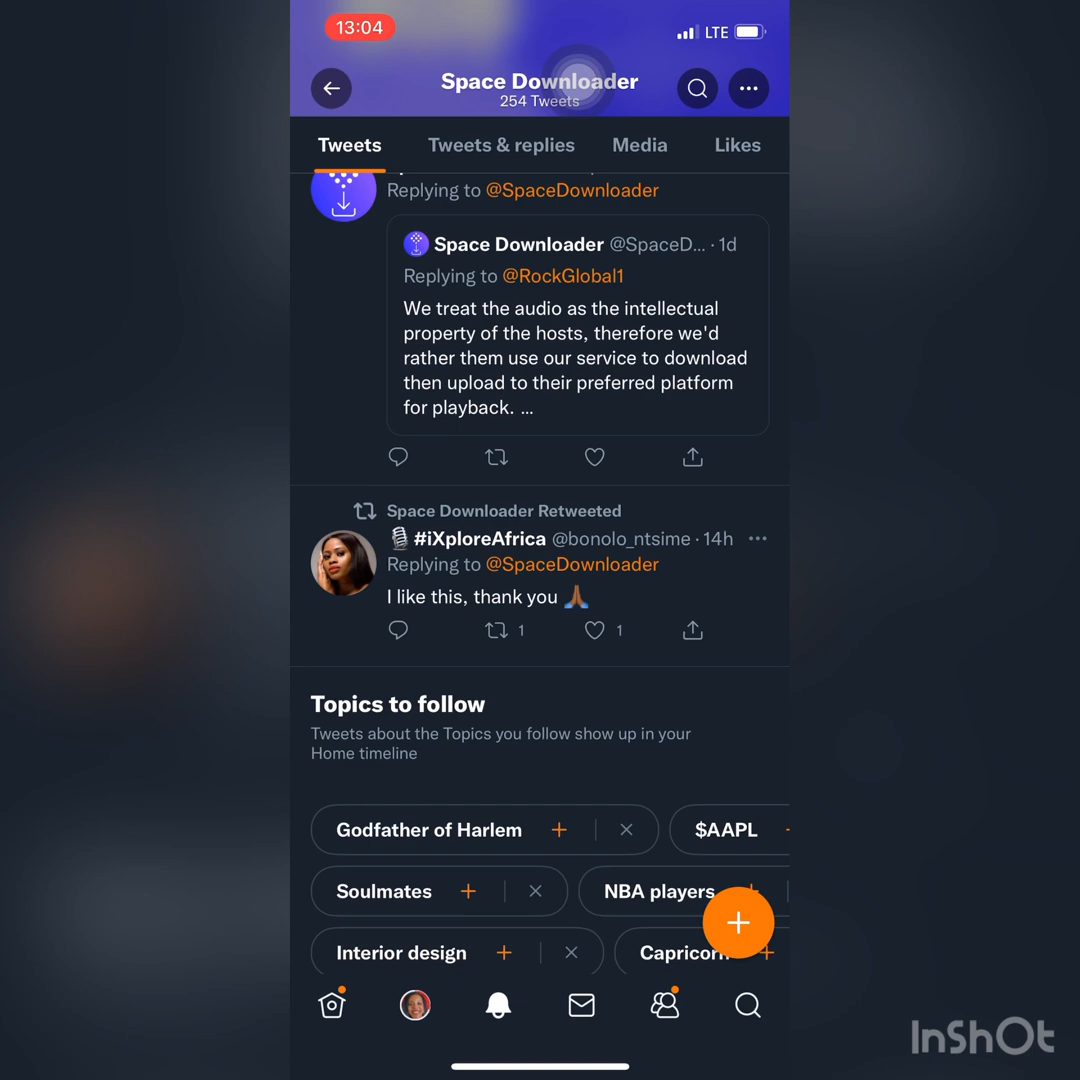 13:04
LTE
Space Downloader
254 Tweets
Tweets
Tweets & replies
Media
Likes
Replying to @SpaceDownloader
Space Downloader @SpaceD... · 1d
Replying to @RockGlobal1
We treat the audio as the intellectual
property of the hosts, therefore we'd
rather them use our service to download
then upload to their preferred platform
for playback. ...
Space Downloader Retweeted
#iXploreAfrica @bonolo_ntsime · 14h
Replying to @SpaceDownloader
I like this, thank you 🙏🏾
1
1
Topics to follow
Tweets about the Topics you follow show up in your
Home timeline
Godfather of Harlem
$AAPL
Soulmates
NBA players
Interior design
InShOt